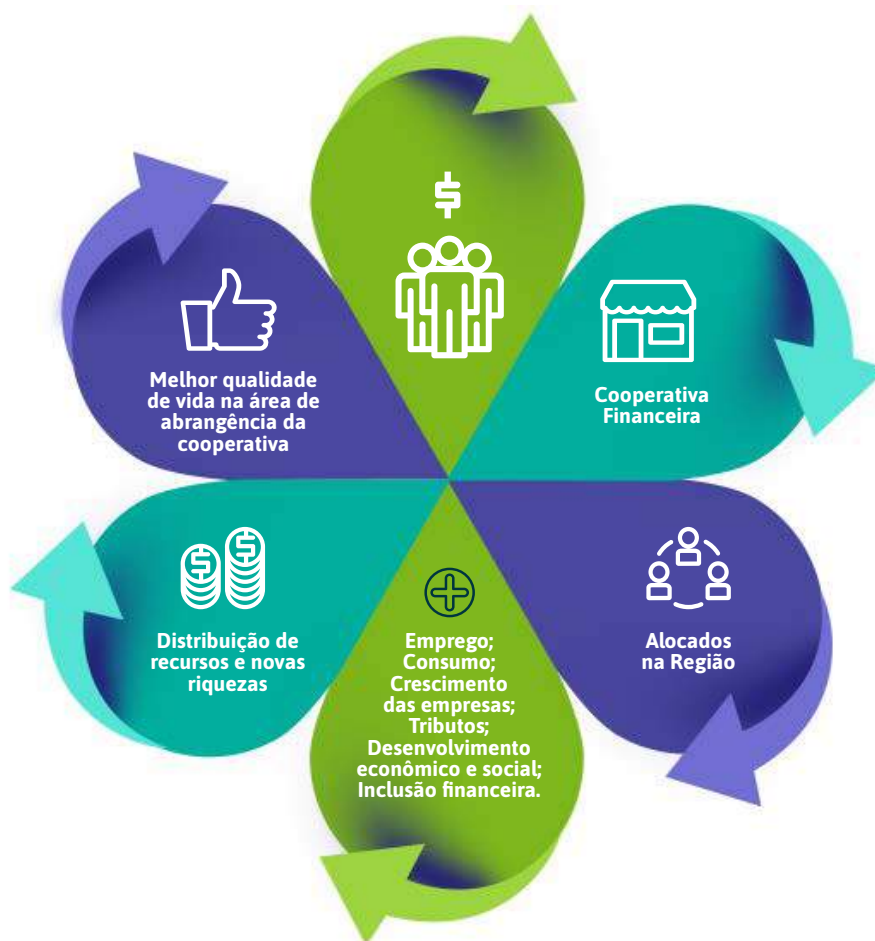 $
Cooperativa
Financeira
Alocados
na Região
Emprego;
Consumo;
Crescimento
das empresas;
Tributos;
Desenvolvimento
econômico e social;
Inclusão financeira.
$ $
Distribuição de
recursos e novas
riquezas
Melhor qualidade
de vida na área de
abrangência da
cooperativa